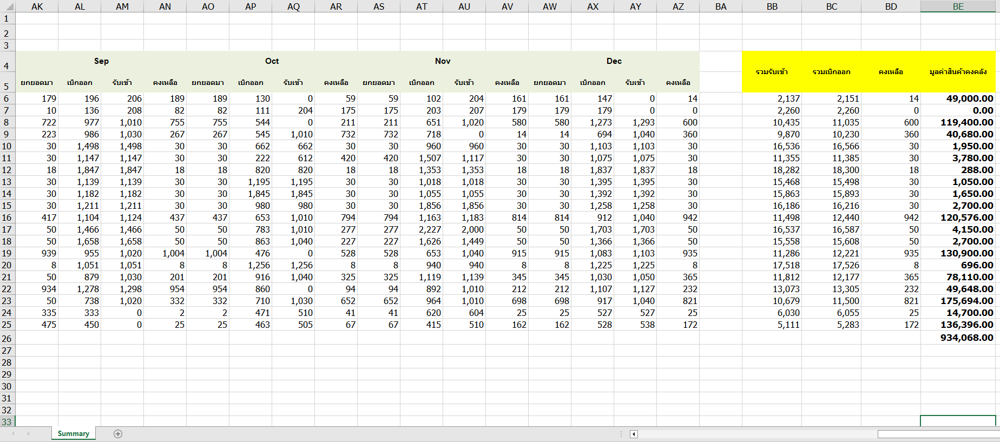 AK AL AM AN AO AP AQ AR AS AT AU AV AW AX AY AZ BA BB BC BD BE
1
2
3
4 Sep Oct Nov Dec รวมรับเข้า รวมเบิกออก คงเหลือ มูลค่าสินค้าคงคลัง
5 ยกยอดมา เบิกออก รับเข้า คงเหลือ ยกยอดมา เบิกออก รับเข้า คงเหลือ ยกยอดมา เบิกออก รับเข้า คงเหลือ ยกยอดมา เบิกออก รับเข้า คงเหลือ
6 179 196 206 189 189 130 0 59 59 102 204 161 161 147 0 14 2,137 2,151 14 49,000.00
7 10 136 208 82 82 111 204 175 175 203 207 179 179 179 0 0 2,260 2,260 0 0.00
8 722 977 1,010 755 755 544 0 211 211 651 1,020 580 580 1,273 1,293 600 10,435 11,035 600 119,400.00
9 223 986 1,030 267 267 545 1,010 732 732 718 0 14 14 694 1,040 360 9,870 10,230 360 40,680.00
10 30 1,498 1,498 30 30 662 662 30 30 960 960 30 30 1,103 1,103 30 16,536 16,566 30 1,950.00
11 30 1,147 1,147 30 30 222 612 420 420 1,507 1,117 30 30 1,075 1,075 30 11,355 11,385 30 3,780.00
12 18 1,847 1,847 18 18 820 820 18 18 1,353 1,353 18 18 1,837 1,837 18 18,282 18,300 18 288.00
13 30 1,139 1,139 30 30 1,195 1,195 30 30 1,018 1,018 30 30 1,395 1,395 30 15,468 15,498 30 1,050.00
14 30 1,182 1,182 30 30 1,845 1,845 30 30 1,055 1,055 30 30 1,392 1,392 30 15,863 15,893 30 1,650.00
15 30 1,211 1,211 30 30 980 980 30 30 1,856 1,856 30 30 1,258 1,258 30 16,186 16,216 30 2,700.00
16 417 1,104 1,124 437 437 653 1,010 794 794 1,163 1,183 814 814 912 1,040 942 11,498 12,440 942 120,576.00
17 50 1,466 1,466 50 50 783 1,010 277 277 2,227 2,000 50 50 1,703 1,703 50 16,537 16,587 50 4,150.00
18 50 1,658 1,658 50 50 863 1,040 227 227 1,626 1,449 50 50 1,366 1,366 50 15,558 15,608 50 2,700.00
19 939 955 1,020 1,004 1,004 476 0 528 528 653 1,040 915 915 1,083 1,103 935 11,286 12,221 935 130,900.00
20 8 1,051 1,051 8 8 1,256 1,256 8 8 940 940 8 8 1,225 1,225 8 17,518 17,526 8 696.00
21 50 879 1,030 201 201 916 1,040 325 325 1,119 1,139 345 345 1,030 1,050 365 11,812 12,177 365 78,110.00
22 934 1,278 1,298 954 954 860 0 94 94 892 1,010 212 212 1,107 1,127 232 13,073 13,305 232 49,648.00
23 50 738 1,020 332 332 710 1,030 652 652 964 1,010 698 698 917 1,040 821 10,679 11,500 821 175,694.00
24 335 333 0 2 2 471 510 41 41 620 604 25 25 527 527 25 6,030 6,055 25 14,700.00
25 475 450 0 25 25 463 505 67 67 415 510 162 162 528 538 172 5,111 5,283 172 136,396.00
26 934,068.00
27
28
29
30
31
32
33
Summary